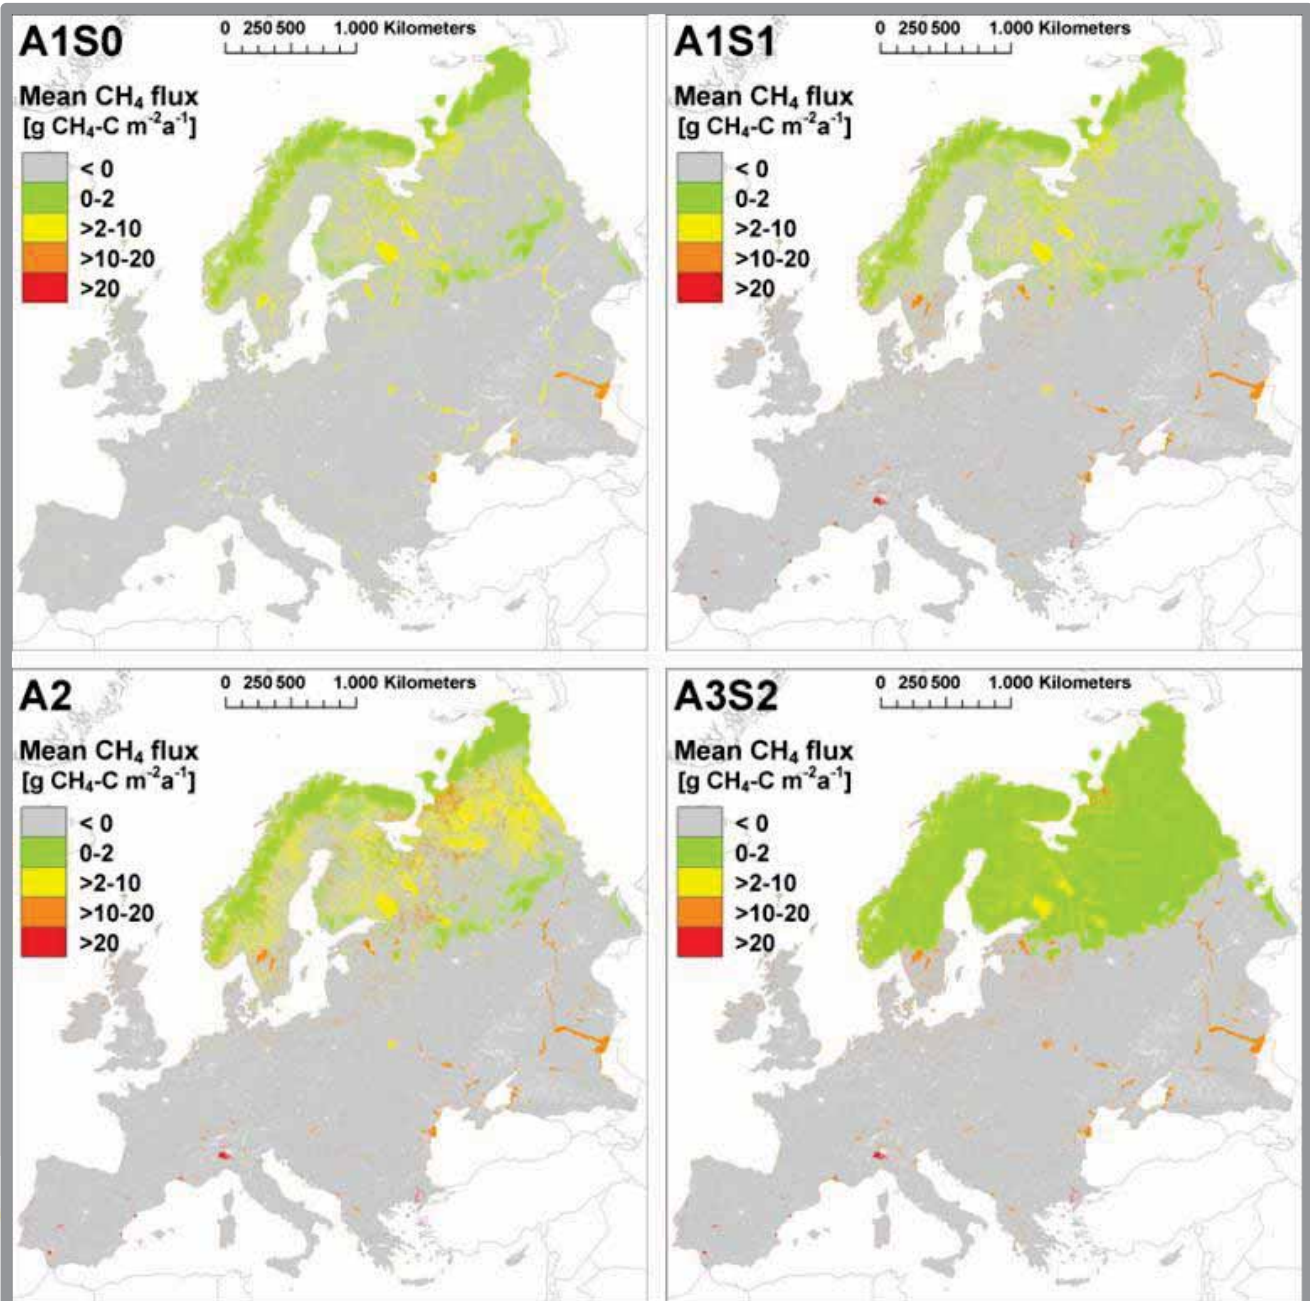 A1S0
0 250 500 1.000 Kilometers
Mean CH₄ flux
[g CH₄-C m⁻²a⁻¹]
< 0
0-2
>2-10
>10-20
>20
A1S1
0 250 500 1.000 Kilometers
Mean CH₄ flux
[g CH₄-C m⁻²a⁻¹]
< 0
0-2
>2-10
>10-20
>20
A2
0 250 500 1.000 Kilometers
Mean CH₄ flux
[g CH₄-C m⁻²a⁻¹]
< 0
0-2
>2-10
>10-20
>20
A3S2
0 250 500 1.000 Kilometers
Mean CH₄ flux
[g CH₄-C m⁻²a⁻¹]
< 0
0-2
>2-10
>10-20
>20